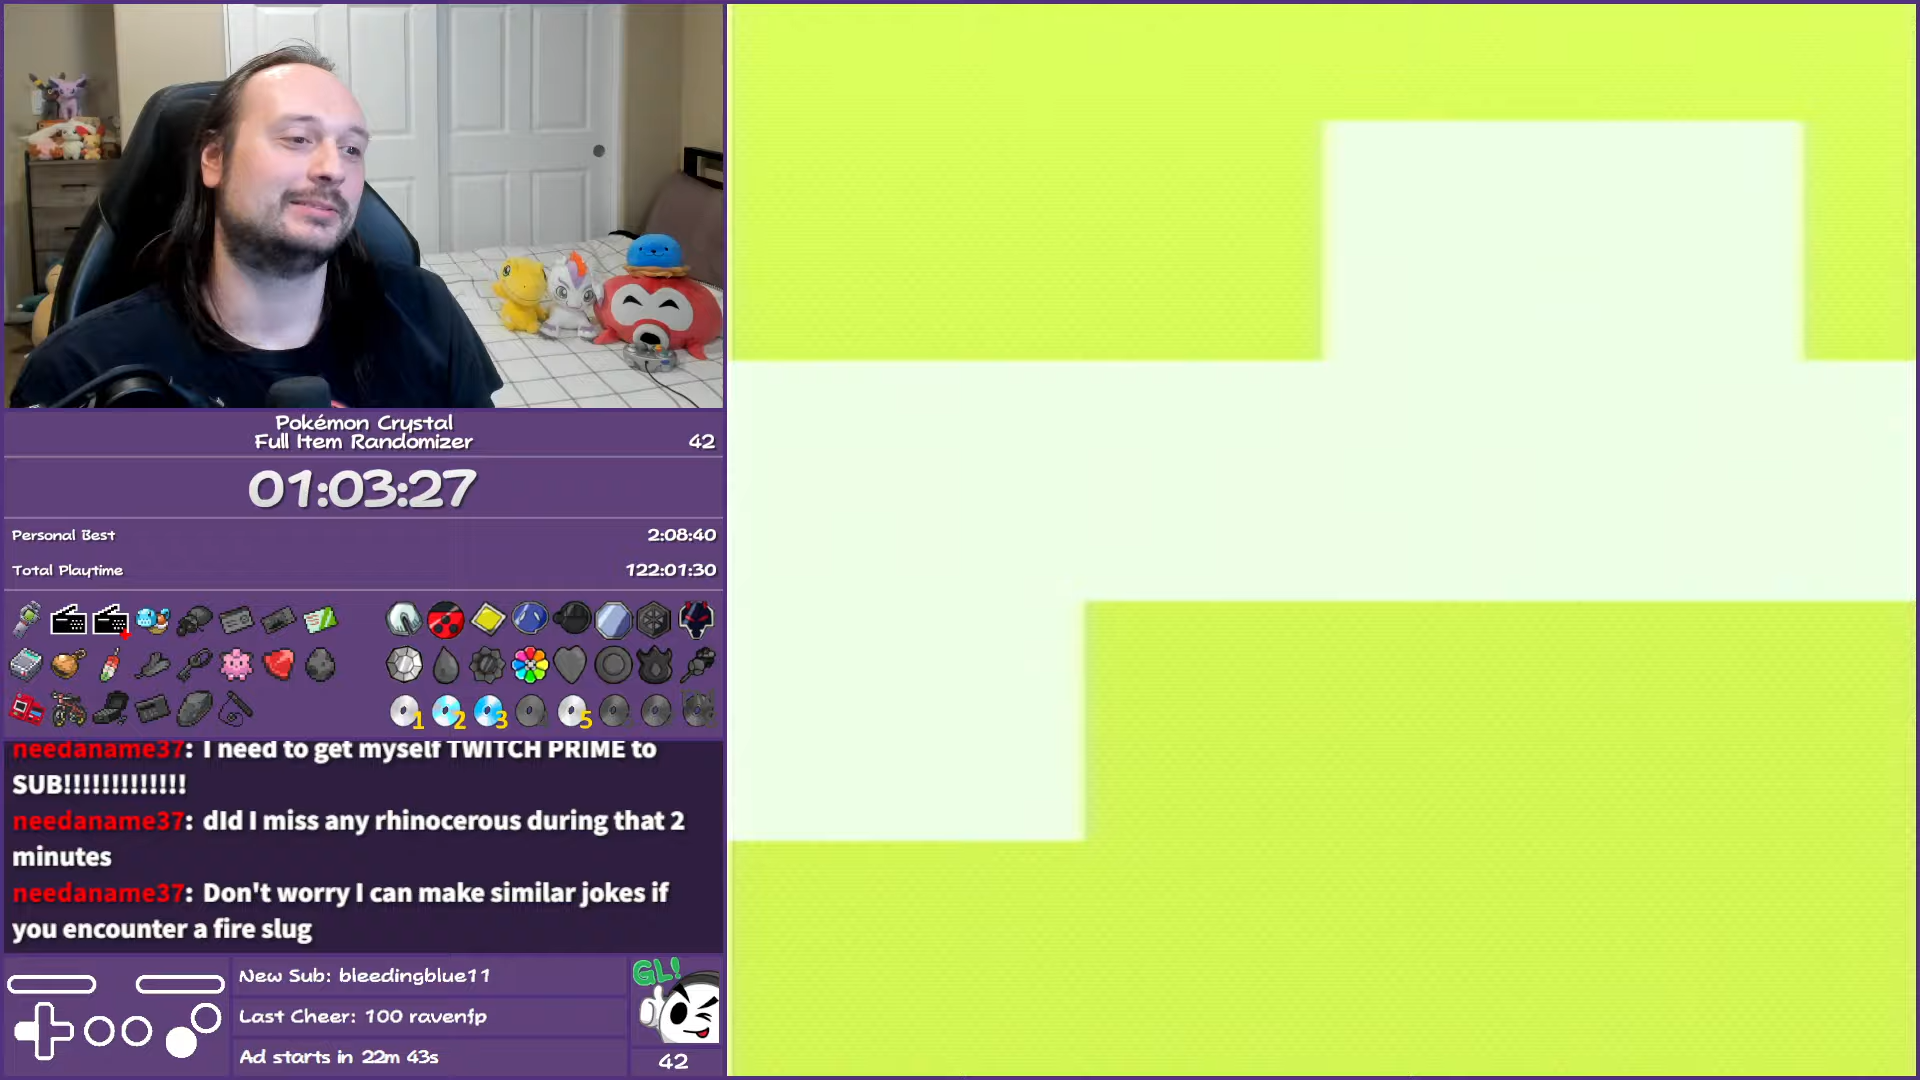 Pokémon Crystal
Full Item Randomizer
42
01:03:27
Personal Best
2:08:40
Total Playtime
122:01:30
1
2
3
5
needaname37: I need to get myself TWITCH PRIME to
SUB!!!!!!!!!!!!!
needaname37: dId I miss any rhinocerous during that 2
minutes
needaname37: Don't worry I can make similar jokes if
you encounter a fire slug
New Sub: bleedingblue11
Last Cheer: 100 ravenfp
Ad starts in 22m 43s
GL!
42